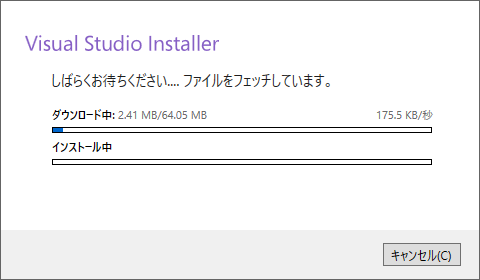 Visual Studio Installer
しばらくお待ちください.... ファイルをフェッチしています。
ダウンロード中: 2.41 MB/64.05 MB 175.5 KB/秒
インストール中
キャンセル(C)